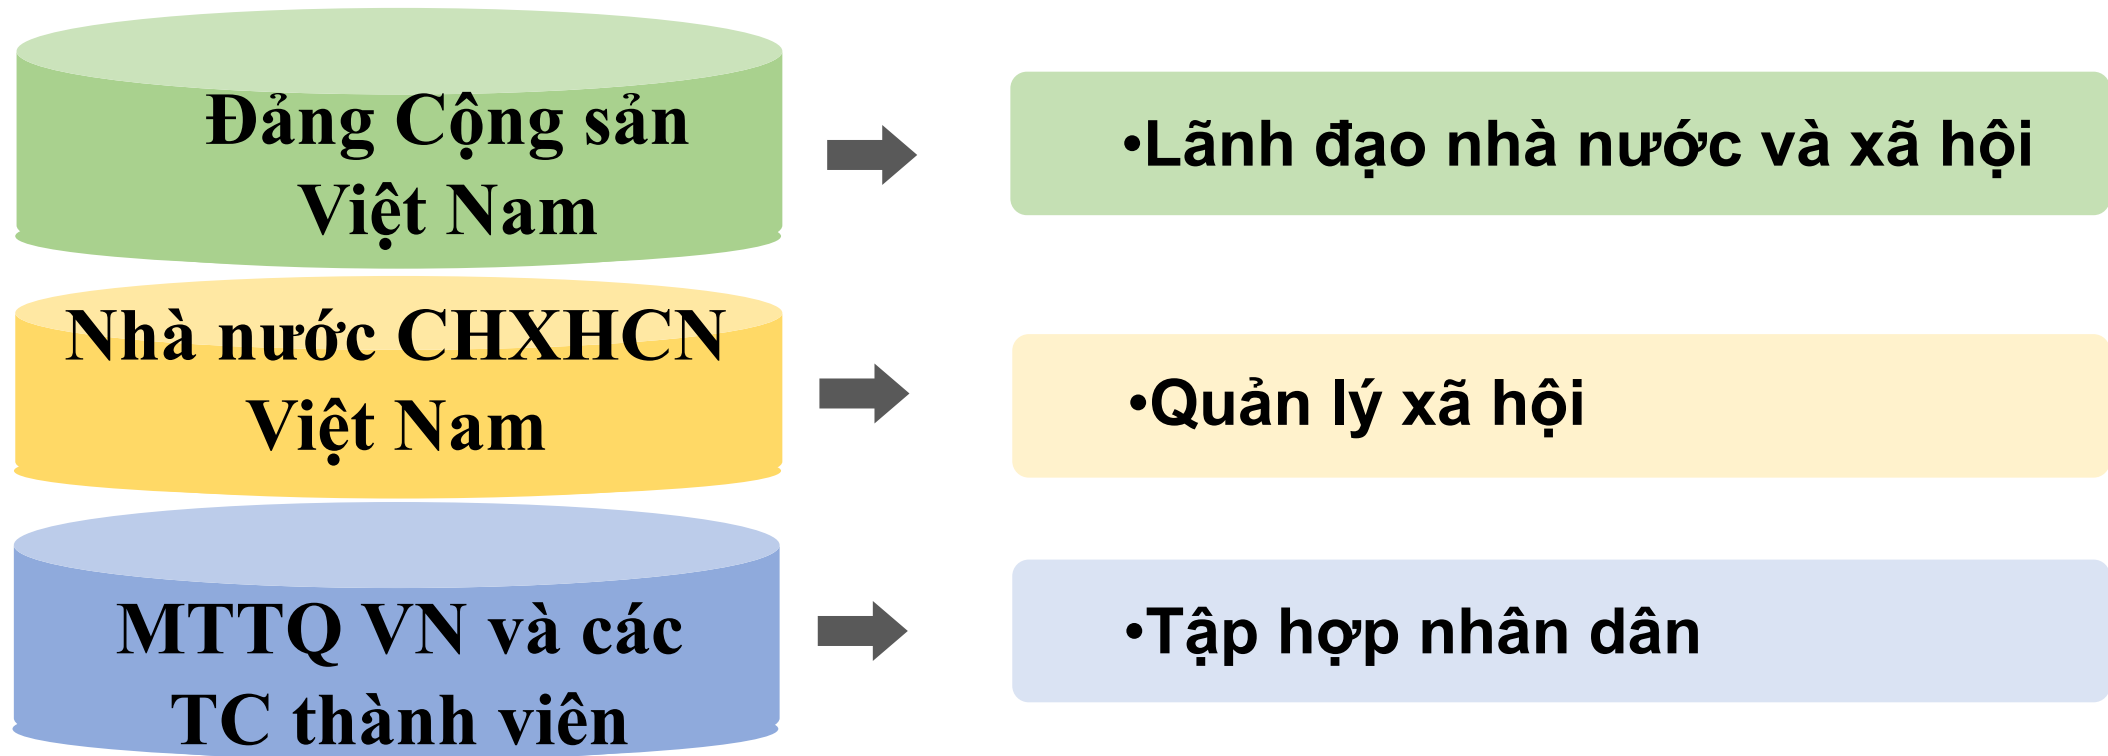 Đảng Cộng sản
Việt Nam
•Lãnh đạo nhà nước và xã hội
Nhà nước CHXHCN
Việt Nam
•Quản lý xã hội
MTTQ VN và các
TC thành viên
•Tập hợp nhân dân